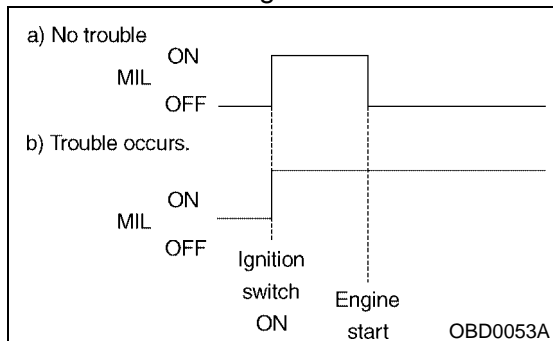 a) No trouble
ON
MIL
OFF
b) Trouble occurs.
ON
MIL
OFF
Ignition
switch
ON
Engine
start
OBD0053A